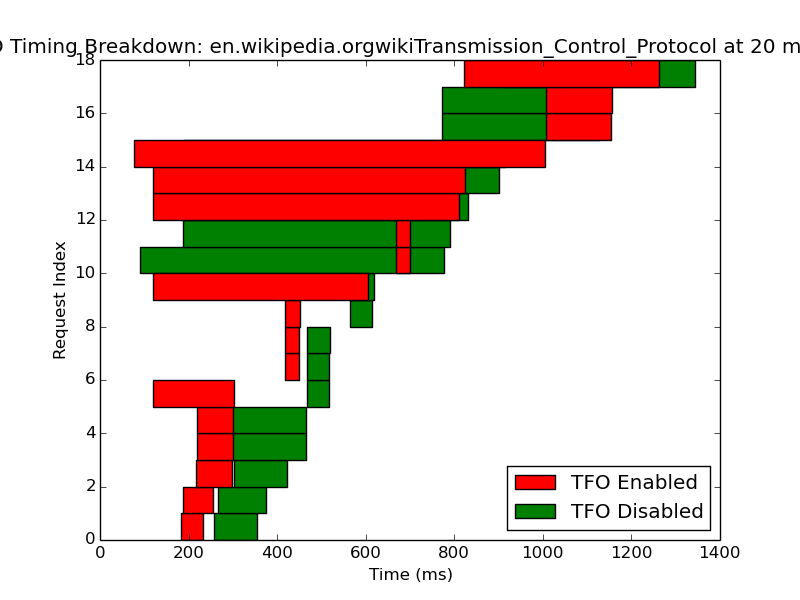 Timing Breakdown: en.wikipedia.orgwikiTransmission_Control_Protocol at 20
18
16
14
12
10
8
6
4
2
0
Request Index
TFO Enabled
TFO Disabled
0 200 400 600 800 1000 1200 1400
Time (ms)